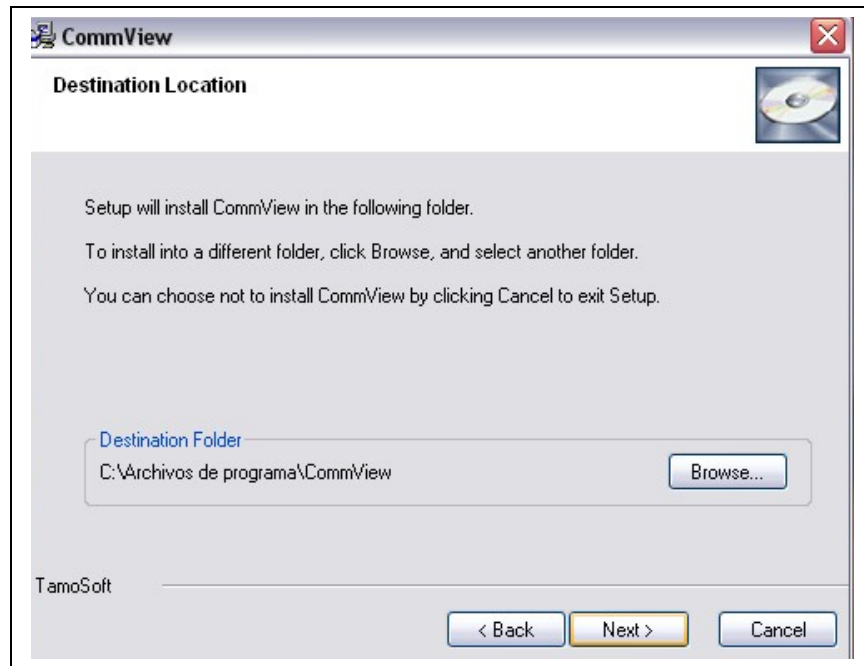 CommView
Destination Location
Setup will install CommView in the following folder.
To install into a different folder, click Browse, and select another folder.
You can choose not to install CommView by clicking Cancel to exit Setup.
Destination Folder
C:\Archivos de programa\CommView
Browse...
TamoSoft
< Back Next > Cancel